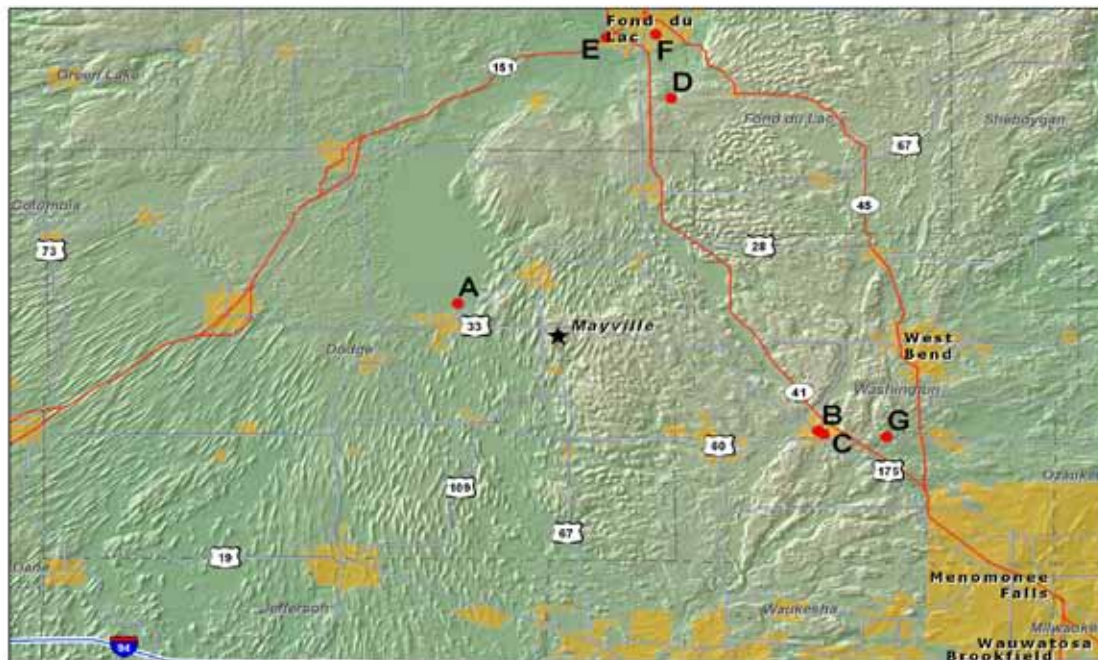 Fond du
Lac
E
F
151
Green Lake
D
Fond du Lac
Sheboygan
67
Columbia
45
73
28
A
33
Mayville
Dodge
West
Bend
Washington
41
B
C
G
60
175
Ozaukee
109
67
19
Dane
Menomonee
Falls
Jefferson
Waukesha
Milwaukee
94
Wauwatosa
Brookfield